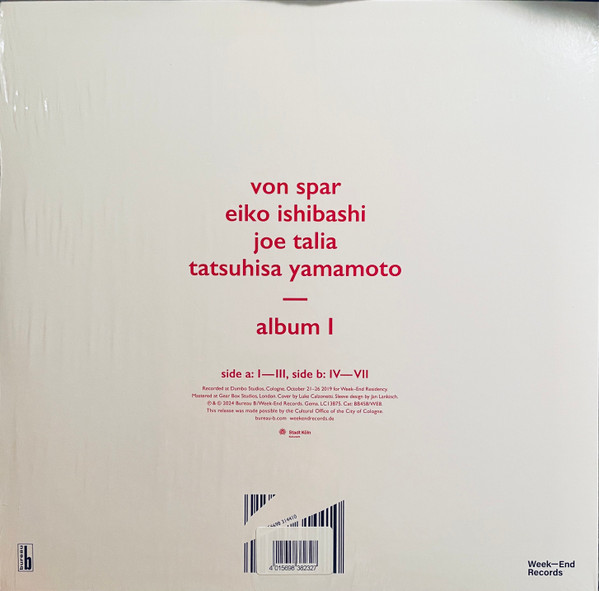 von spar
eiko ishibashi
joe talia
tatsuhisa yamamoto
—
album I
side a: I—III, side b: IV—VII
Recorded at Dumbo Studios, Cologne, October 21–26 2019 for Week–End Residency.
Mastered at Gear Box Studios, London. Cover by Luke Calzonetti. Sleeve design by Jan Lankisch.
℗ & © 2024 Bureau B/Week–End Records, Gema. LC13875. Cat: BB458/WEB
This release was made possible by the Cultural Office of the City of Cologne.
bureau-b.com weekendrecords.de
Stadt Köln
4 015698 382327
bureau b
Week—End
Records